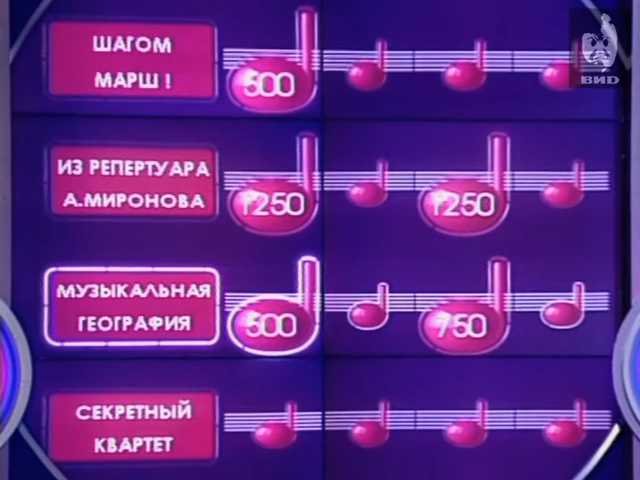 ШАГОМ
МАРШ !
500
ВИD
ИЗ РЕПЕРТУАРА
А.МИРОНОВА
1250
1250
МУЗЫКАЛЬНАЯ
ГЕОГРАФИЯ
500
750
СЕКРЕТНЫЙ
КВАРТЕТ